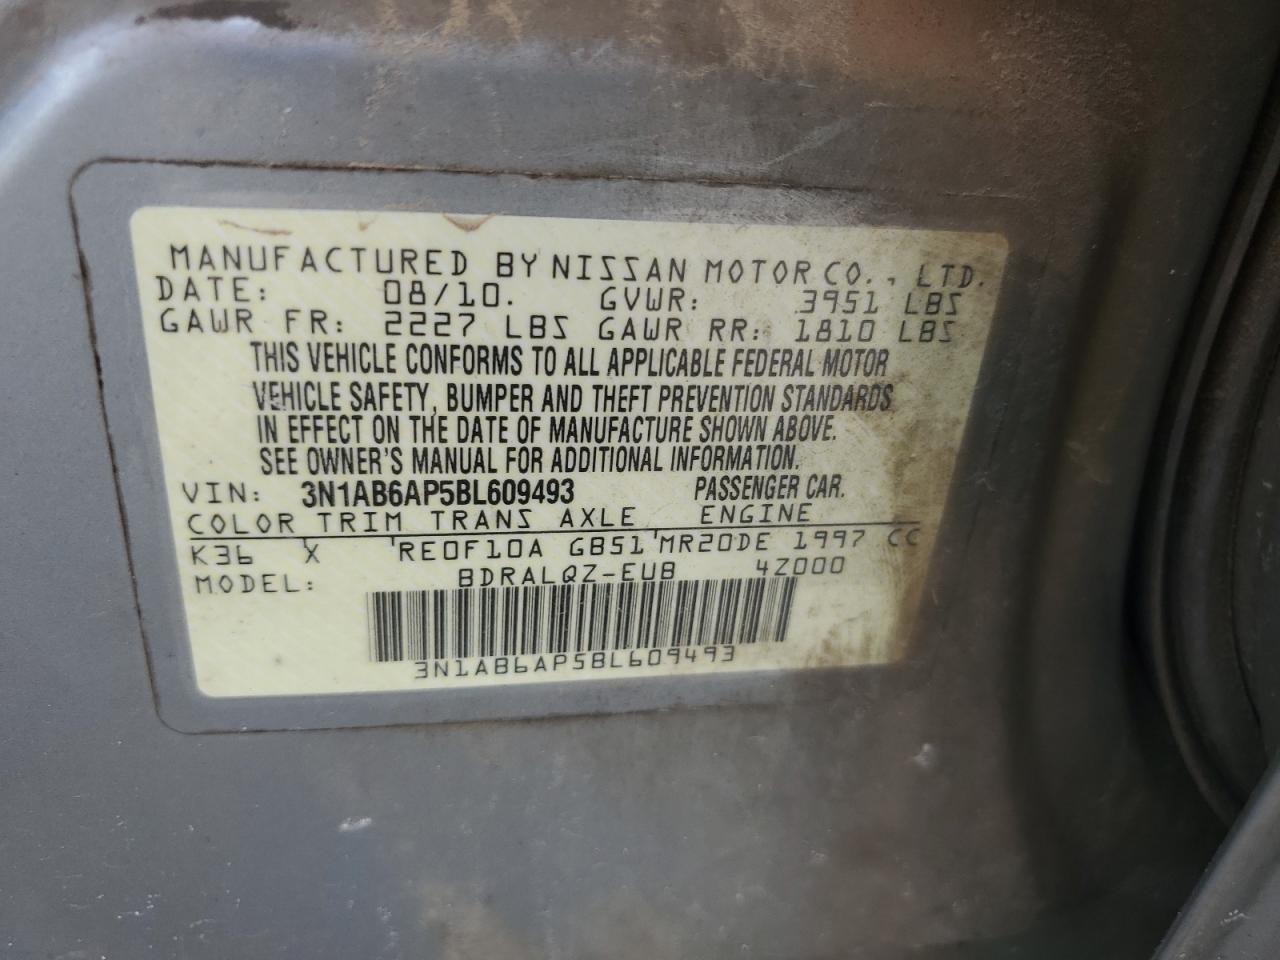 MANUFACTURED BY NISSAN MOTOR CO., LTD.
DATE: 08/10. GVWR: 3951 LBS
GAWR FR: 2227 LBS GAWR RR: 1810 LBS
THIS VEHICLE CONFORMS TO ALL APPLICABLE FEDERAL MOTOR
VEHICLE SAFETY, BUMPER AND THEFT PREVENTION STANDARDS
IN EFFECT ON THE DATE OF MANUFACTURE SHOWN ABOVE.
SEE OWNER'S MANUAL FOR ADDITIONAL INFORMATION.
VIN: 3N1AB6AP5BL609493 PASSENGER CAR.
COLOR TRIM TRANS AXLE ENGINE
K36 X RE0F10A GB51 MR20DE 1997 CC
MODEL: BDRALQZ-EUB 4Z000
3N1AB6AP5BL609493